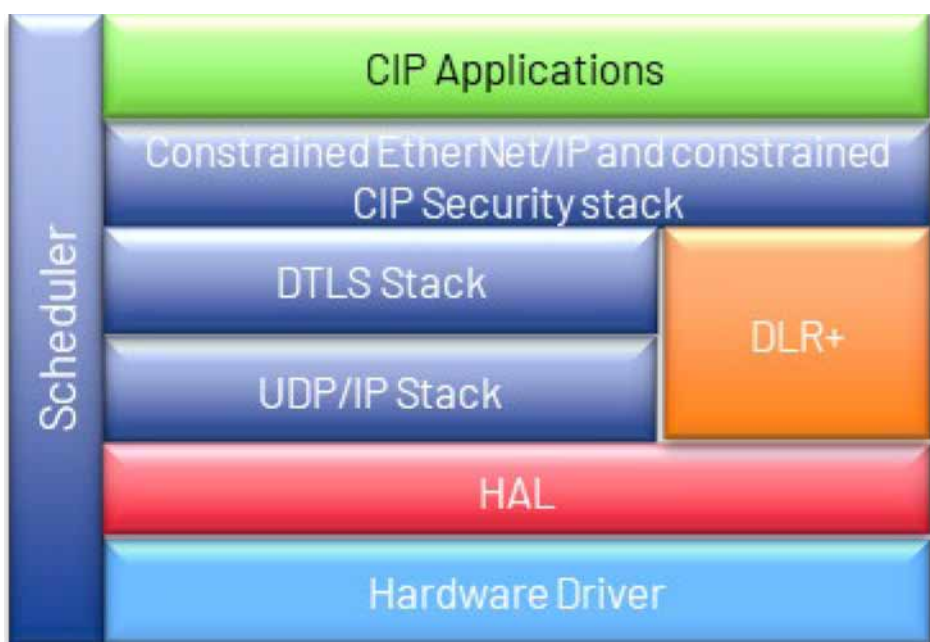 CIP Applications
Constrained EtherNet/IP and constrained
CIP Security stack
Scheduler
DTLS Stack
DLR+
UDP/IP Stack
HAL
Hardware Driver